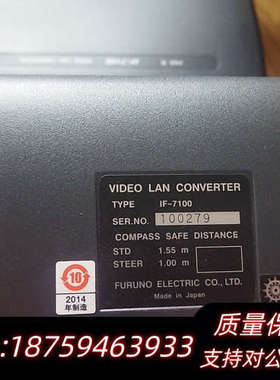 VIDEO LAN CONVERTER
TYPE IF-7100
SER.NO. 100279
COMPASS SAFE DISTANCE
STD 1.55 m
STEER 1.00 m
FURUNO ELECTRIC CO., LTD.
Made in Japan
10
2014
年制造
质量保
:18759463933
支持对公